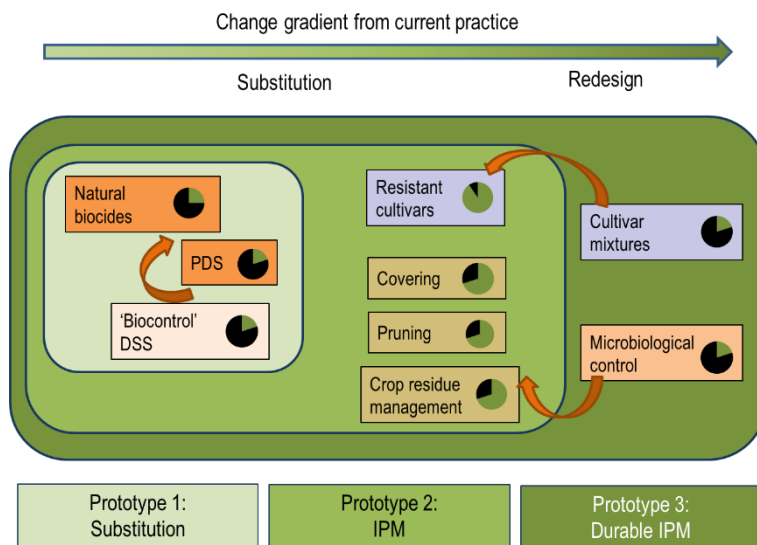 Change gradient from current practice
Substitution
Redesign
Natural
biocides
PDS
'Biocontrol'
DSS
Resistant
cultivars
Covering
Pruning
Crop residue
management
Cultivar
mixtures
Microbiological
control
Prototype 1:
Substitution
Prototype 2:
IPM
Prototype 3:
Durable IPM